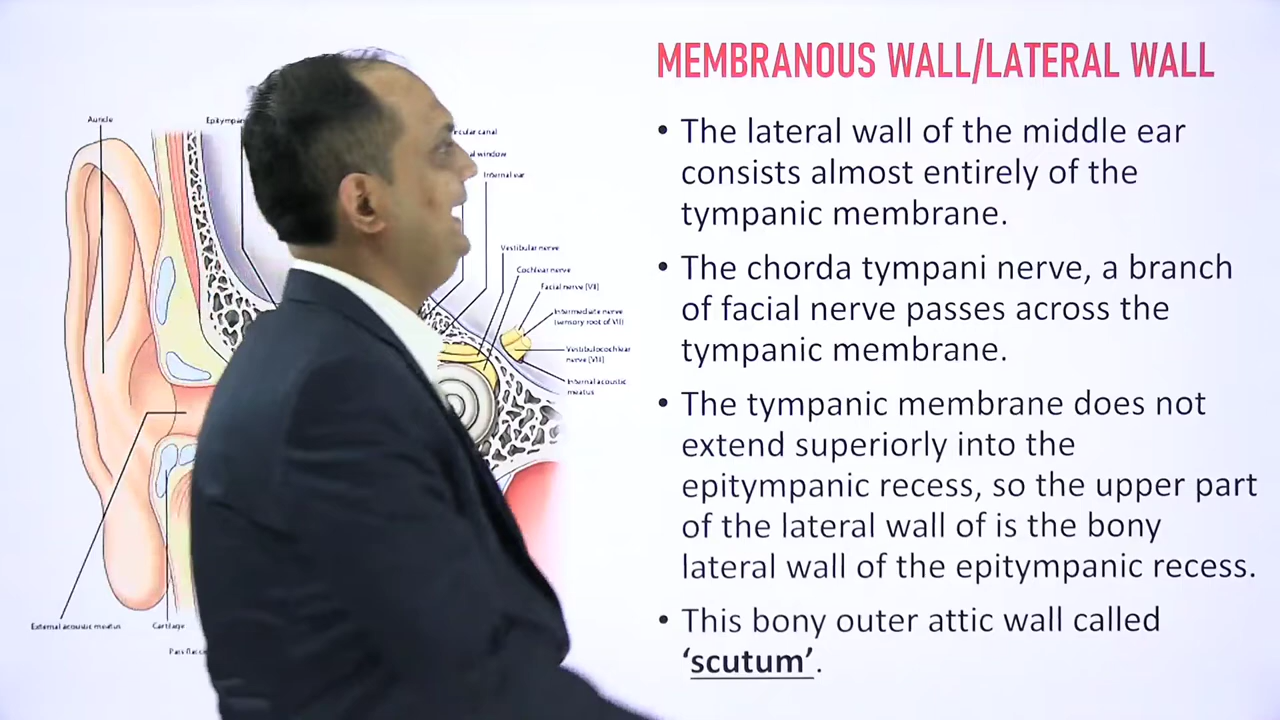 MEMBRANOUS WALL/LATERAL WALL
• The lateral wall of the middle ear
consists almost entirely of the
tympanic membrane.
• The chorda tympani nerve, a branch
of facial nerve passes across the
tympanic membrane.
• The tympanic membrane does not
extend superiorly into the
epitympanic recess, so the upper part
of the lateral wall of is the bony
lateral wall of the epitympanic recess.
• This bony outer attic wall called
‘scutum’.
Auricle
canal
window
Internal ear
Vestibular nerve
Cochlear nerve
Facial nerve [VII]
Intermediate nerve
(sensory root of VII)
Vestibulocochlear
nerve [VIII]
Internal acoustic
meatus
External acoustic meatus
Cartilage